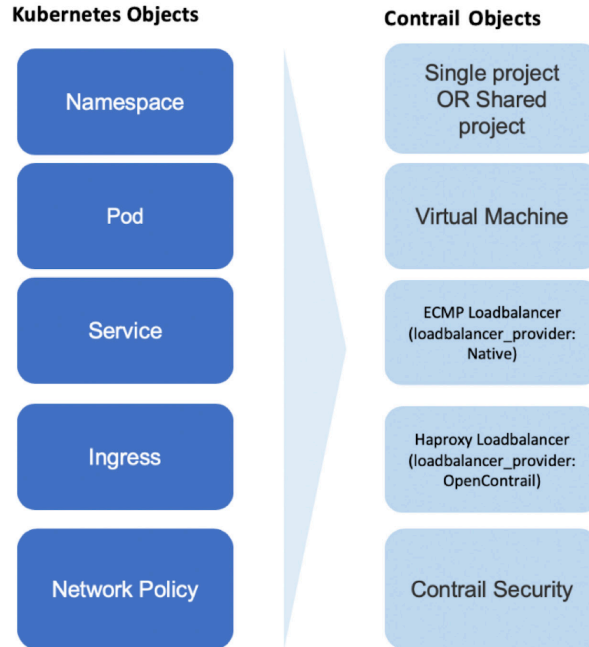 Kubernetes Objects
Contrail Objects
Namespace
Single project
OR Shared
project
Pod
Virtual Machine
Service
ECMP Loadbalancer
(loadbalancer_provider:
Native)
Ingress
Haproxy Loadbalancer
(loadbalancer_provider:
OpenContrail)
Network Policy
Contrail Security